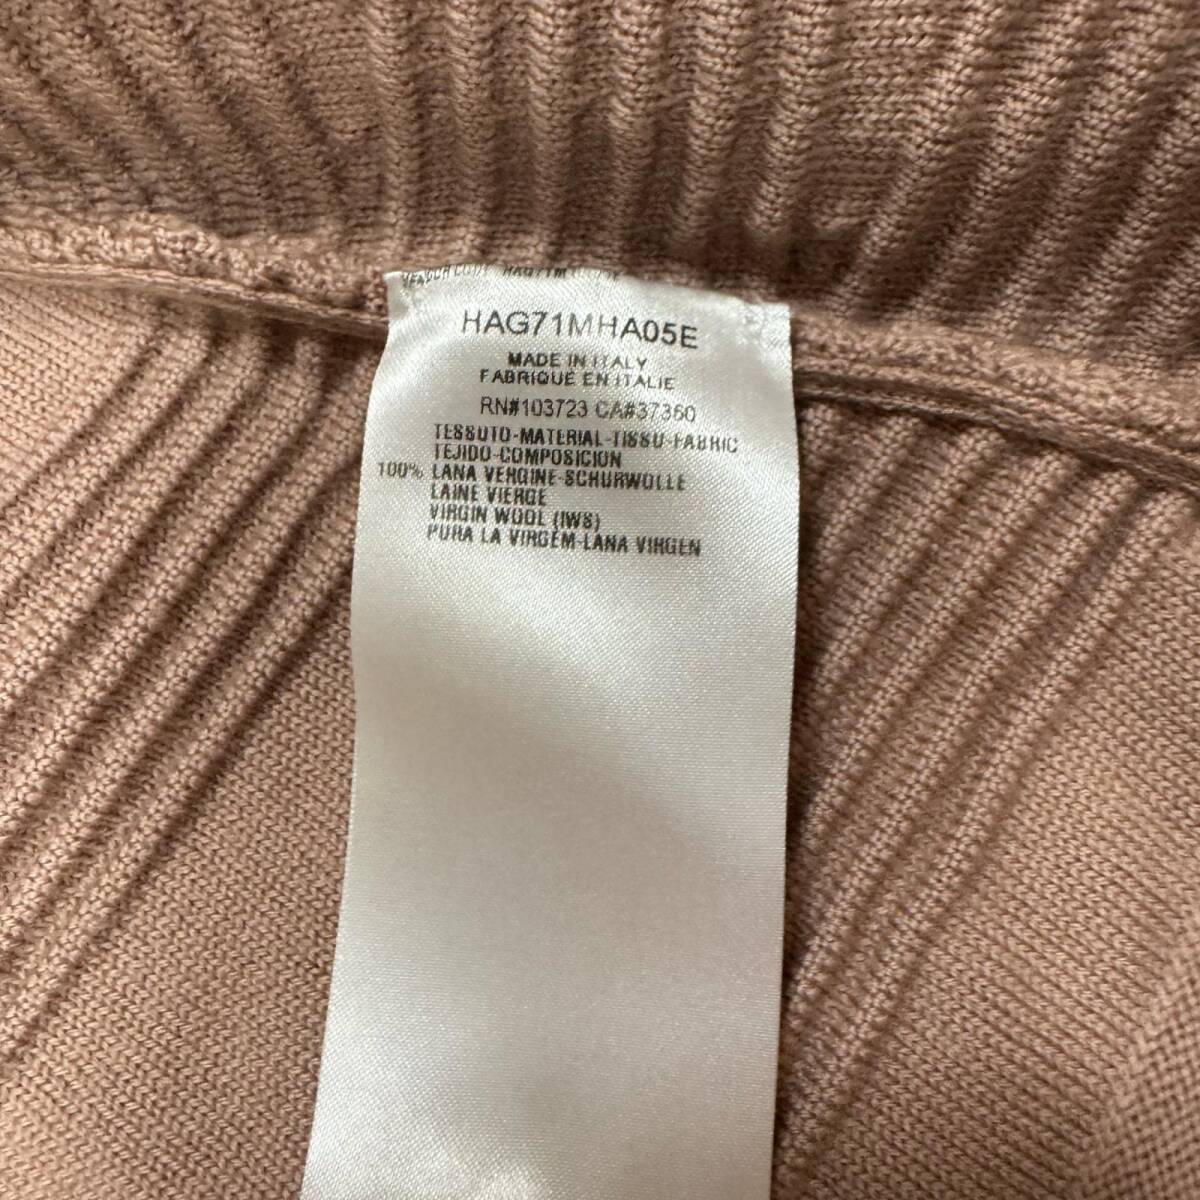 HAG71MHA05E
MADE IN ITALY
FABRIQUE EN ITALIE
RN#103723 CA#37360
TESSUTO-MATERIAL-TISSU-FABRIC
TEJIDO-COMPOSICION
100% LANA VERGINE-SCHURWOLLE
LAINE VIERGE
VIRGIN WOOL (IWS)
PURA LA VIRGEM-LANA VIRGEN